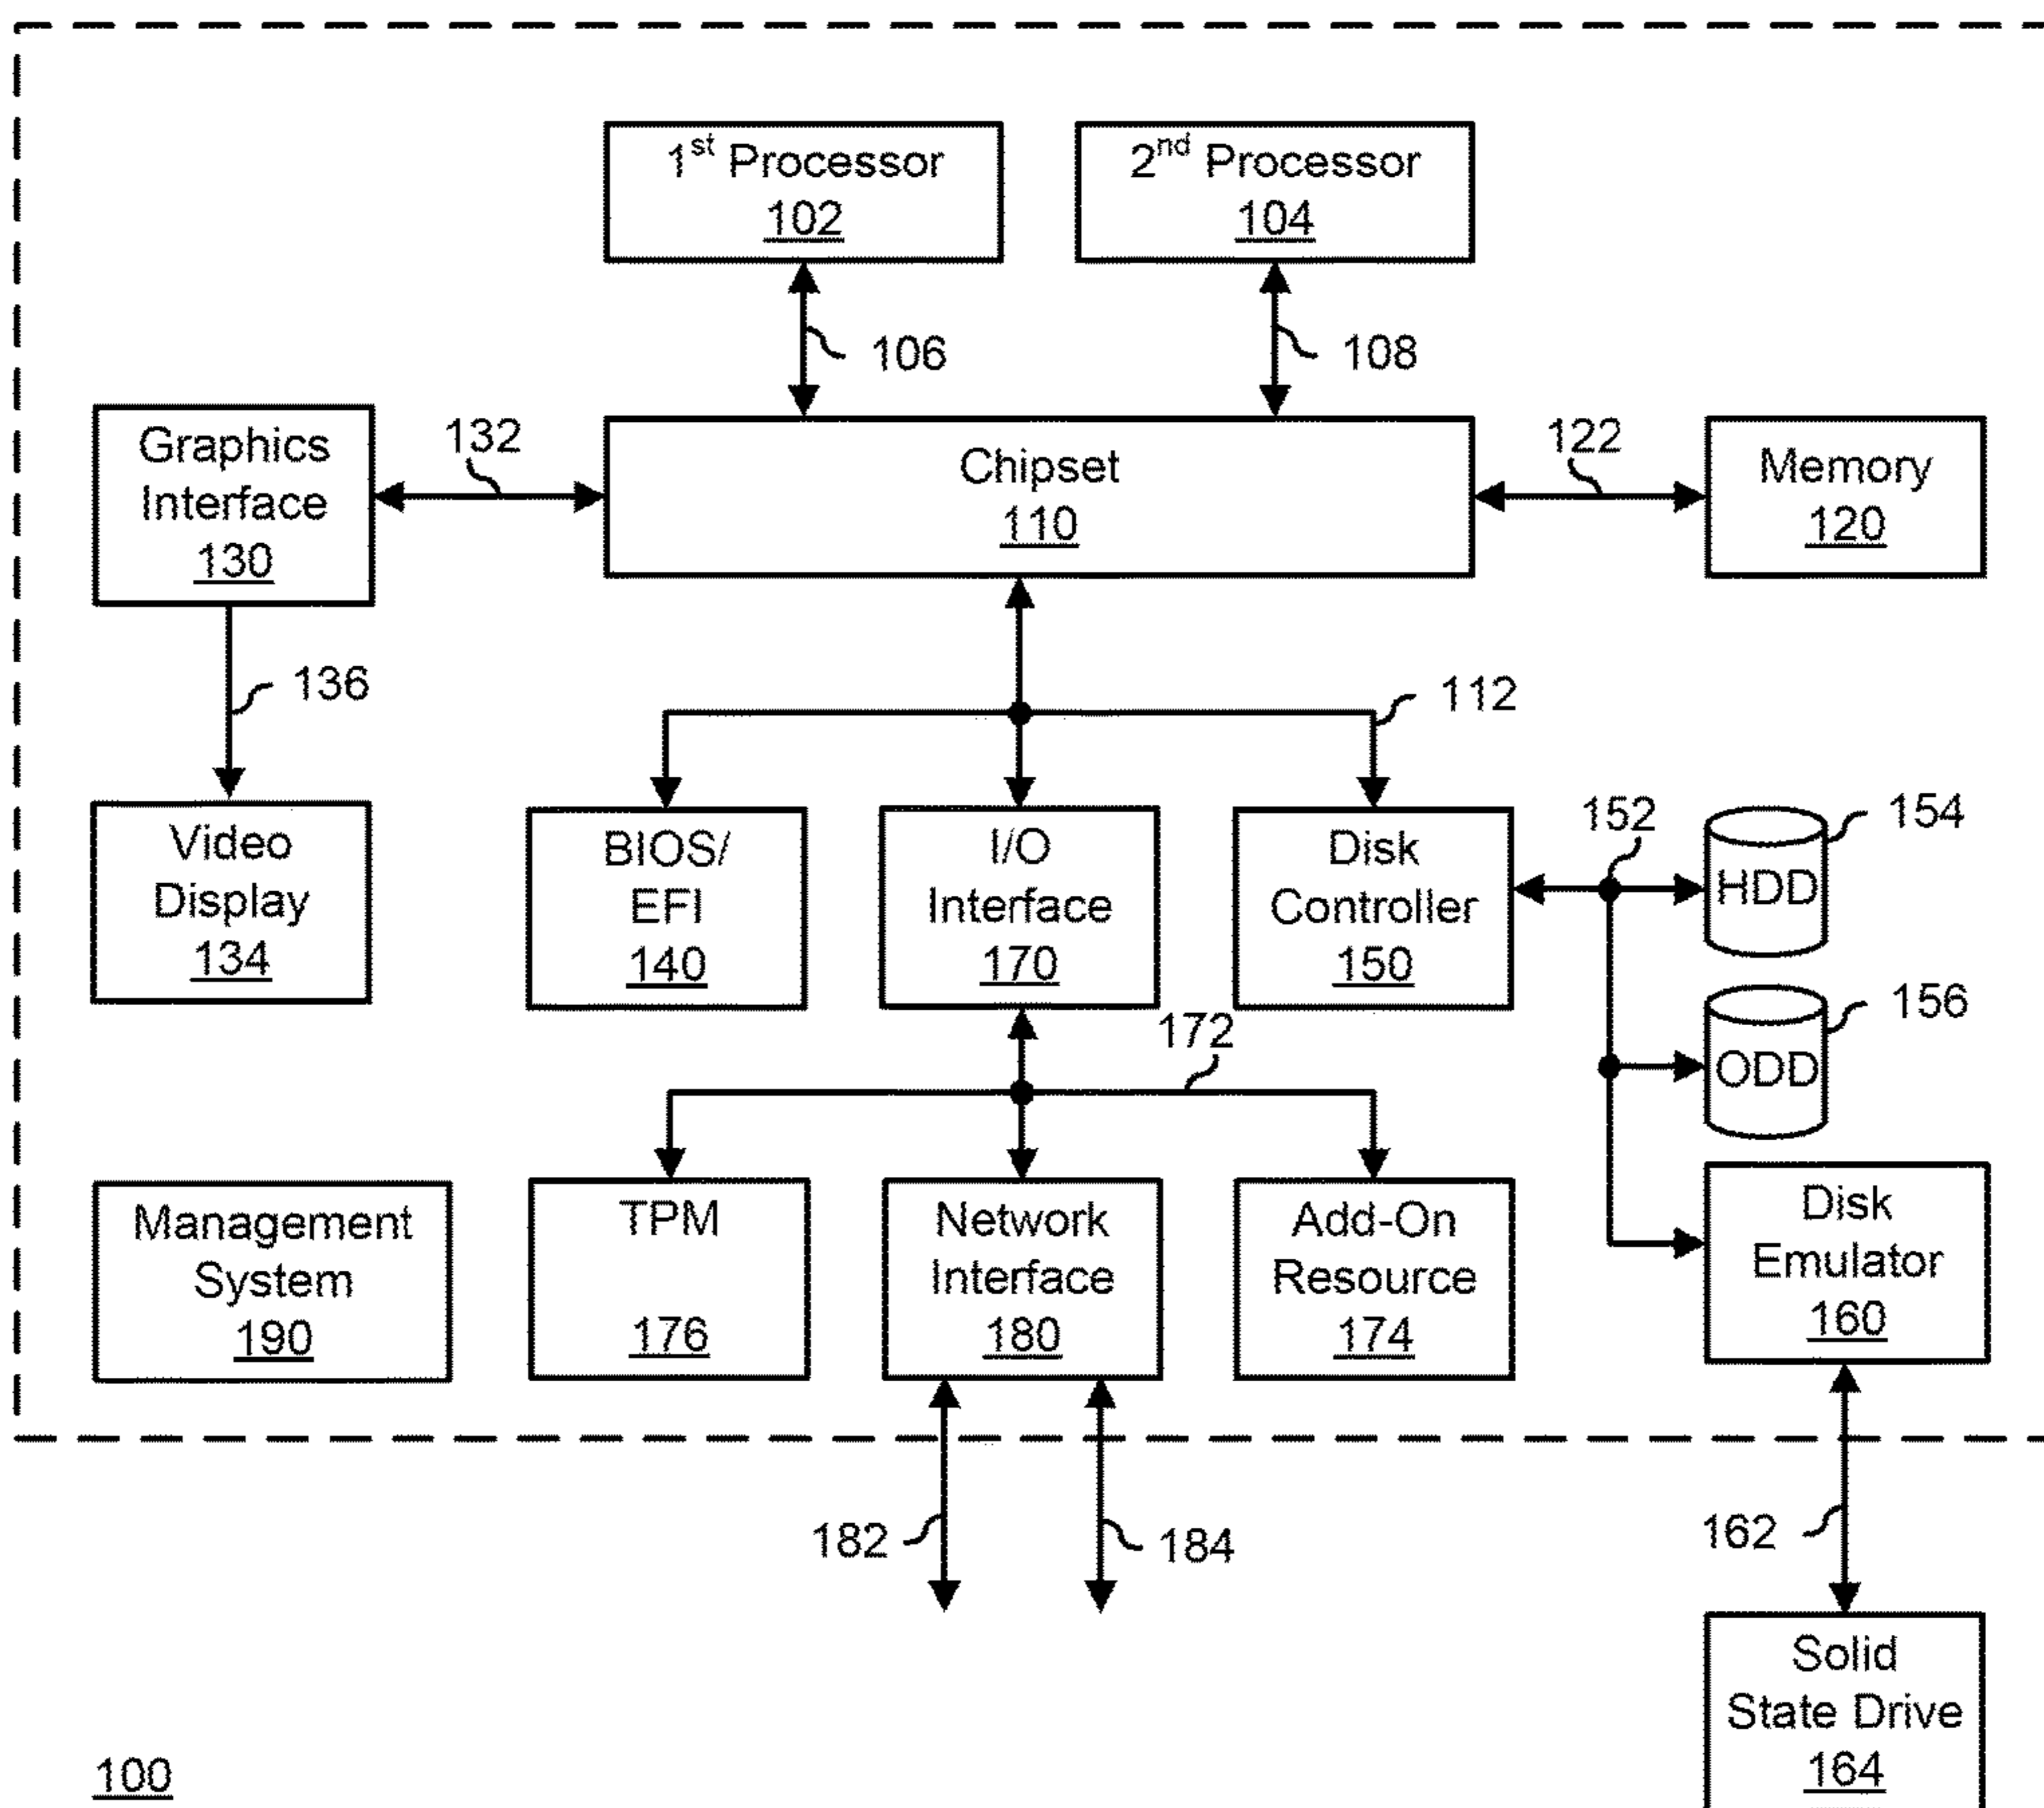 1st Processor
102
2nd Processor
104
106
108
Graphics
Interface
130
132
Chipset
110
122
Memory
120
136
112
Video
Display
134
BIOS/
EFI
140
I/O
Interface
170
Disk
Controller
150
152
154
HDD
156
ODD
172
Management
System
190
TPM
176
Network
Interface
180
Add-On
Resource
174
Disk
Emulator
160
182
184
162
Solid
State Drive
164
100